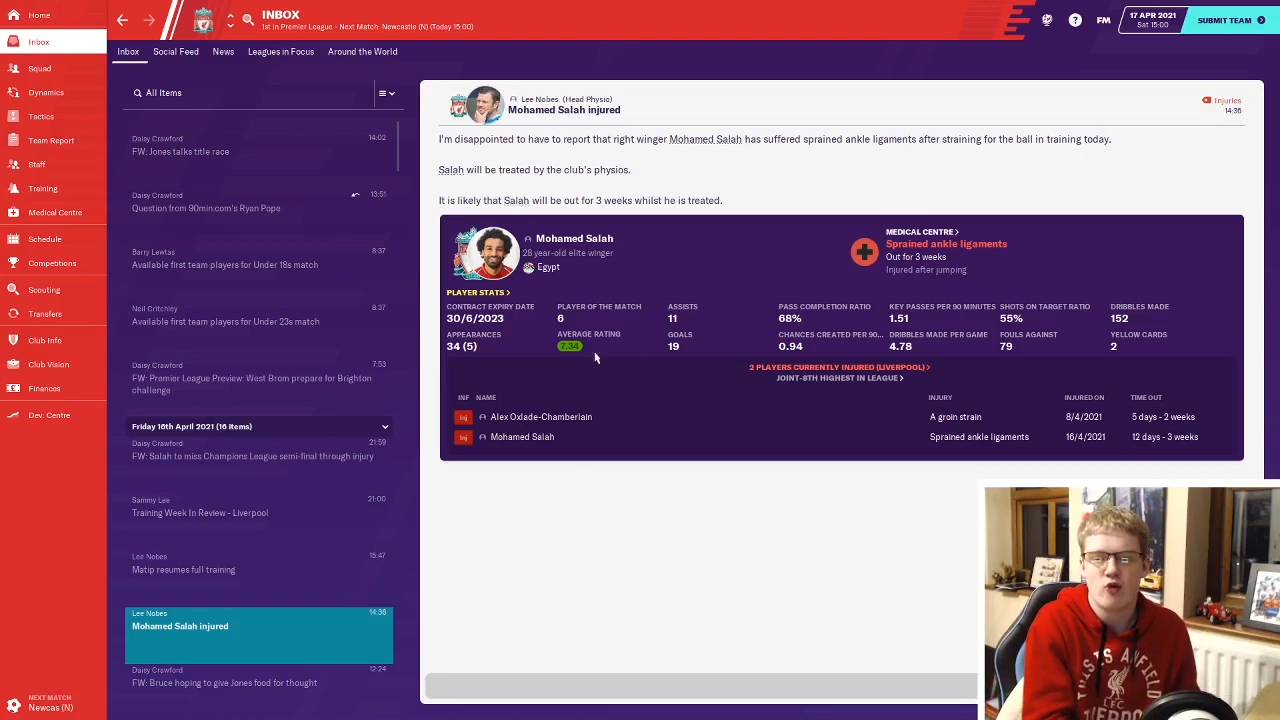 Home
INBOX
1st in Premier League - Next Match: Newcastle (N) (Today 15:00)
FM
17 APR 2021
Sat 15:00
SUBMIT TEAM
Inbox
Squad
Dynamics
Tactics
Team Report
Staff
Training
Medical Centre
Schedule
Competitions
Scouting
Transfers
Club Info
Club Vision
Finances
Dev. Centre
NEXT MATCH
Newcas (N)
Inbox Social Feed News Leagues in Focus Around the World
All Items
Daisy Crawford 14:02
FW: Jones talks title race
Daisy Crawford 13:51
Question from 90min.com's Ryan Pope
Barry Lewtas 8:37
Available first team players for Under 18s match
Neil Critchley 8:37
Available first team players for Under 23s match
Daisy Crawford 7:53
FW: Premier League Preview: West Brom prepare for Brighton
challenge
Friday 16th April 2021 (16 Items)
Daisy Crawford 21:59
FW: Salah to miss Champions League semi-final through injury
Sammy Lee 21:00
Training Week In Review - Liverpool
Lee Nobes 15:47
Matip resumes full training
Lee Nobes 14:36
Mohamed Salah injured
Daisy Crawford 12:24
FW: Bruce hoping to give Jones food for thought
Lee Nobes (Head Physio)
Mohamed Salah injured
Injuries
14:36
I'm disappointed to have to report that right winger Mohamed Salah has suffered sprained ankle ligaments after straining for the ball in training today.
Salah will be treated by the club's physios.
It is likely that Salah will be out for 3 weeks whilst he is treated.
Mohamed Salah
28 year-old elite winger
Egypt
MEDICAL CENTRE >
Sprained ankle ligaments
Out for 3 weeks
Injured after jumping
PLAYER STATS >
CONTRACT EXPIRY DATE PLAYER OF THE MATCH ASSISTS PASS COMPLETION RATIO KEY PASSES PER 90 MINUTES SHOTS ON TARGET RATIO DRIBBLES MADE
30/6/2023 6 11 68% 1.51 55% 152
APPEARANCES AVERAGE RATING GOALS CHANCES CREATED PER 90... DRIBBLES MADE PER GAME FOULS AGAINST YELLOW CARDS
34 (5) 7.34 19 0.94 4.78 79 2
2 PLAYERS CURRENTLY INJURED (LIVERPOOL) >
JOINT-8TH HIGHEST IN LEAGUE >
INF NAME INJURY INJURED ON TIME OUT
Inj Alex Oxlade-Chamberlain A groin strain 8/4/2021 5 days - 2 weeks
Inj Mohamed Salah Sprained ankle ligaments 16/4/2021 12 days - 3 weeks
THIS IS ANFIELD
L.F.C
LIVERPOOL